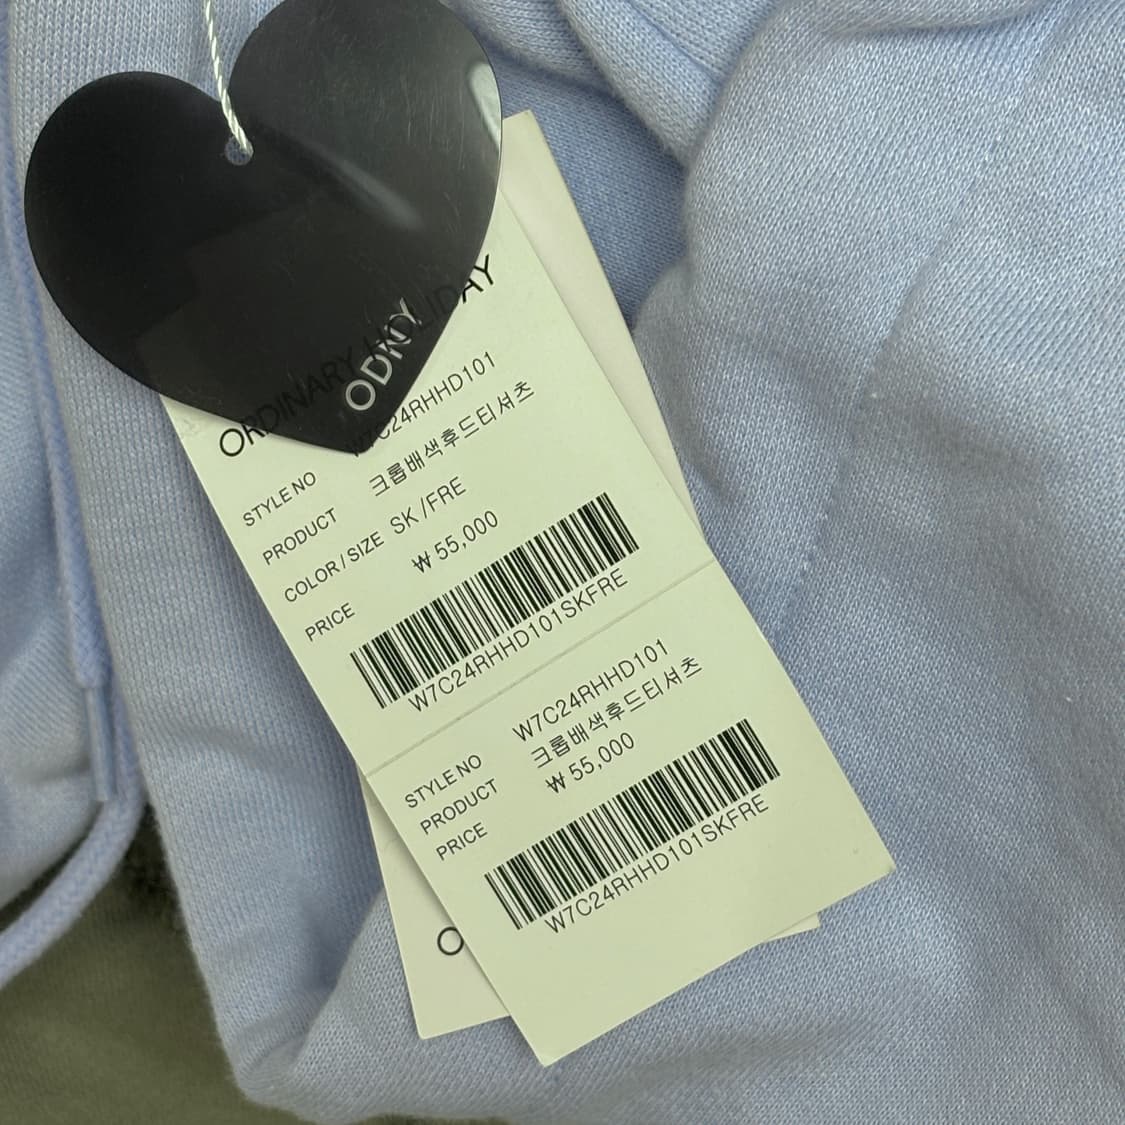 ORDINARY HOLIDAY
ODNY
STYLE NO W7C24RHHD101
PRODUCT 크롭배색후드티셔츠
COLOR / SIZE SK /FRE
PRICE ₩ 55,000
W7C24RHHD101SKFRE
STYLE NO W7C24RHHD101
PRODUCT 크롭배색후드티셔츠
PRICE ₩ 55,000
W7C24RHHD101SKFRE